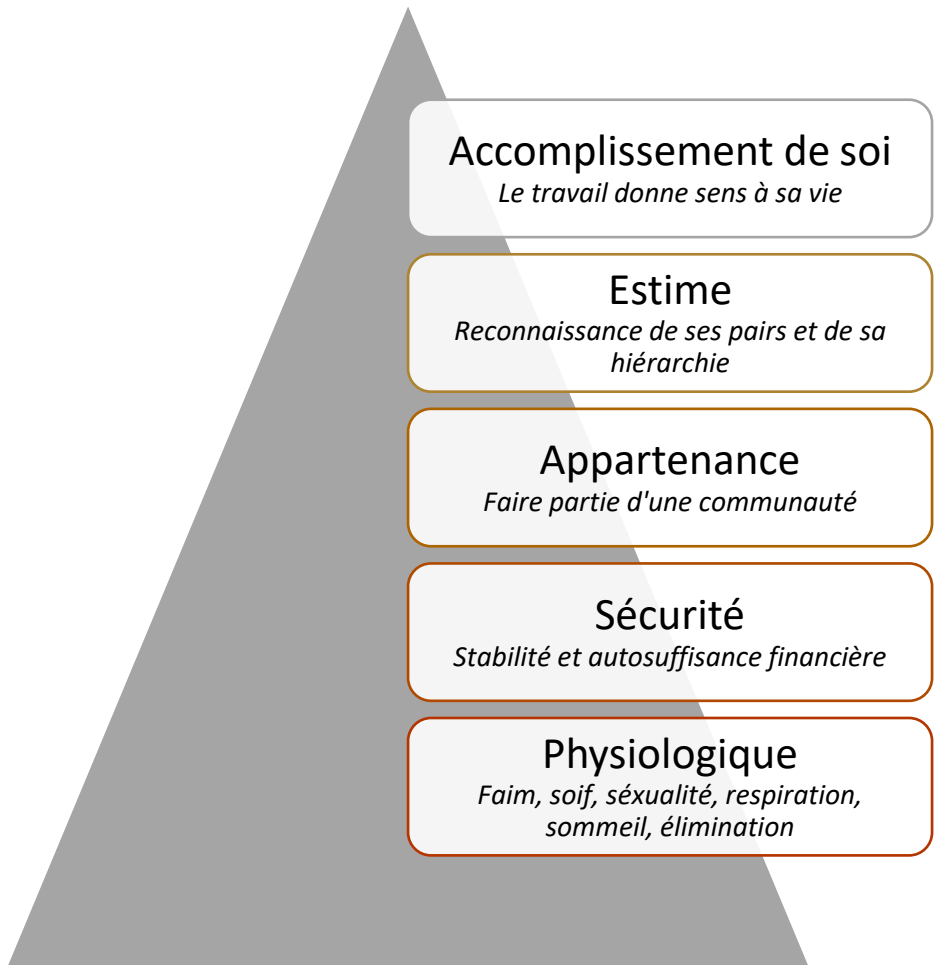 Accomplissement de soi
Le travail donne sens à sa vie
Estime
Reconnaissance de ses pairs et de sa
hiérarchie
Appartenance
Faire partie d'une communauté
Sécurité
Stabilité et autosuffisance financière
Physiologique
Faim, soif, séxualité, respiration,
sommeil, élimination